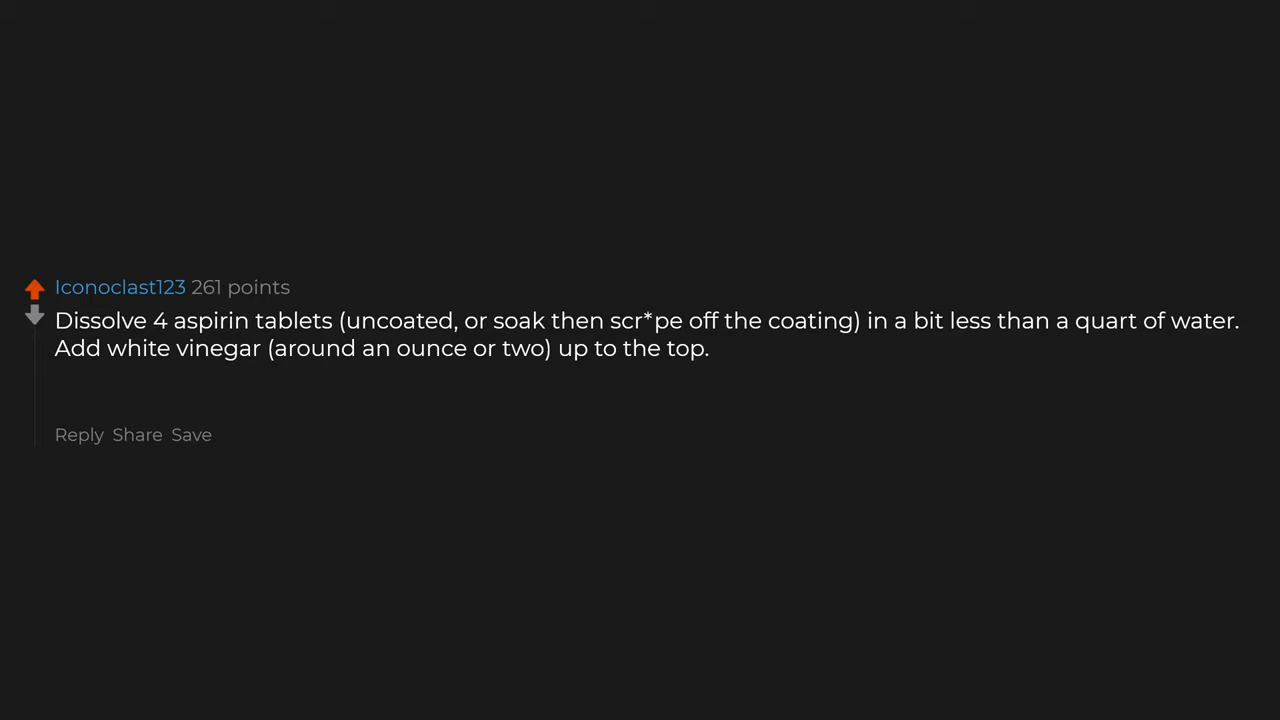 Iconoclast123 261 points
Dissolve 4 aspirin tablets (uncoated, or soak then scr*pe off the coating) in a bit less than a quart of water.
Add white vinegar (around an ounce or two) up to the top.
Reply Share Save